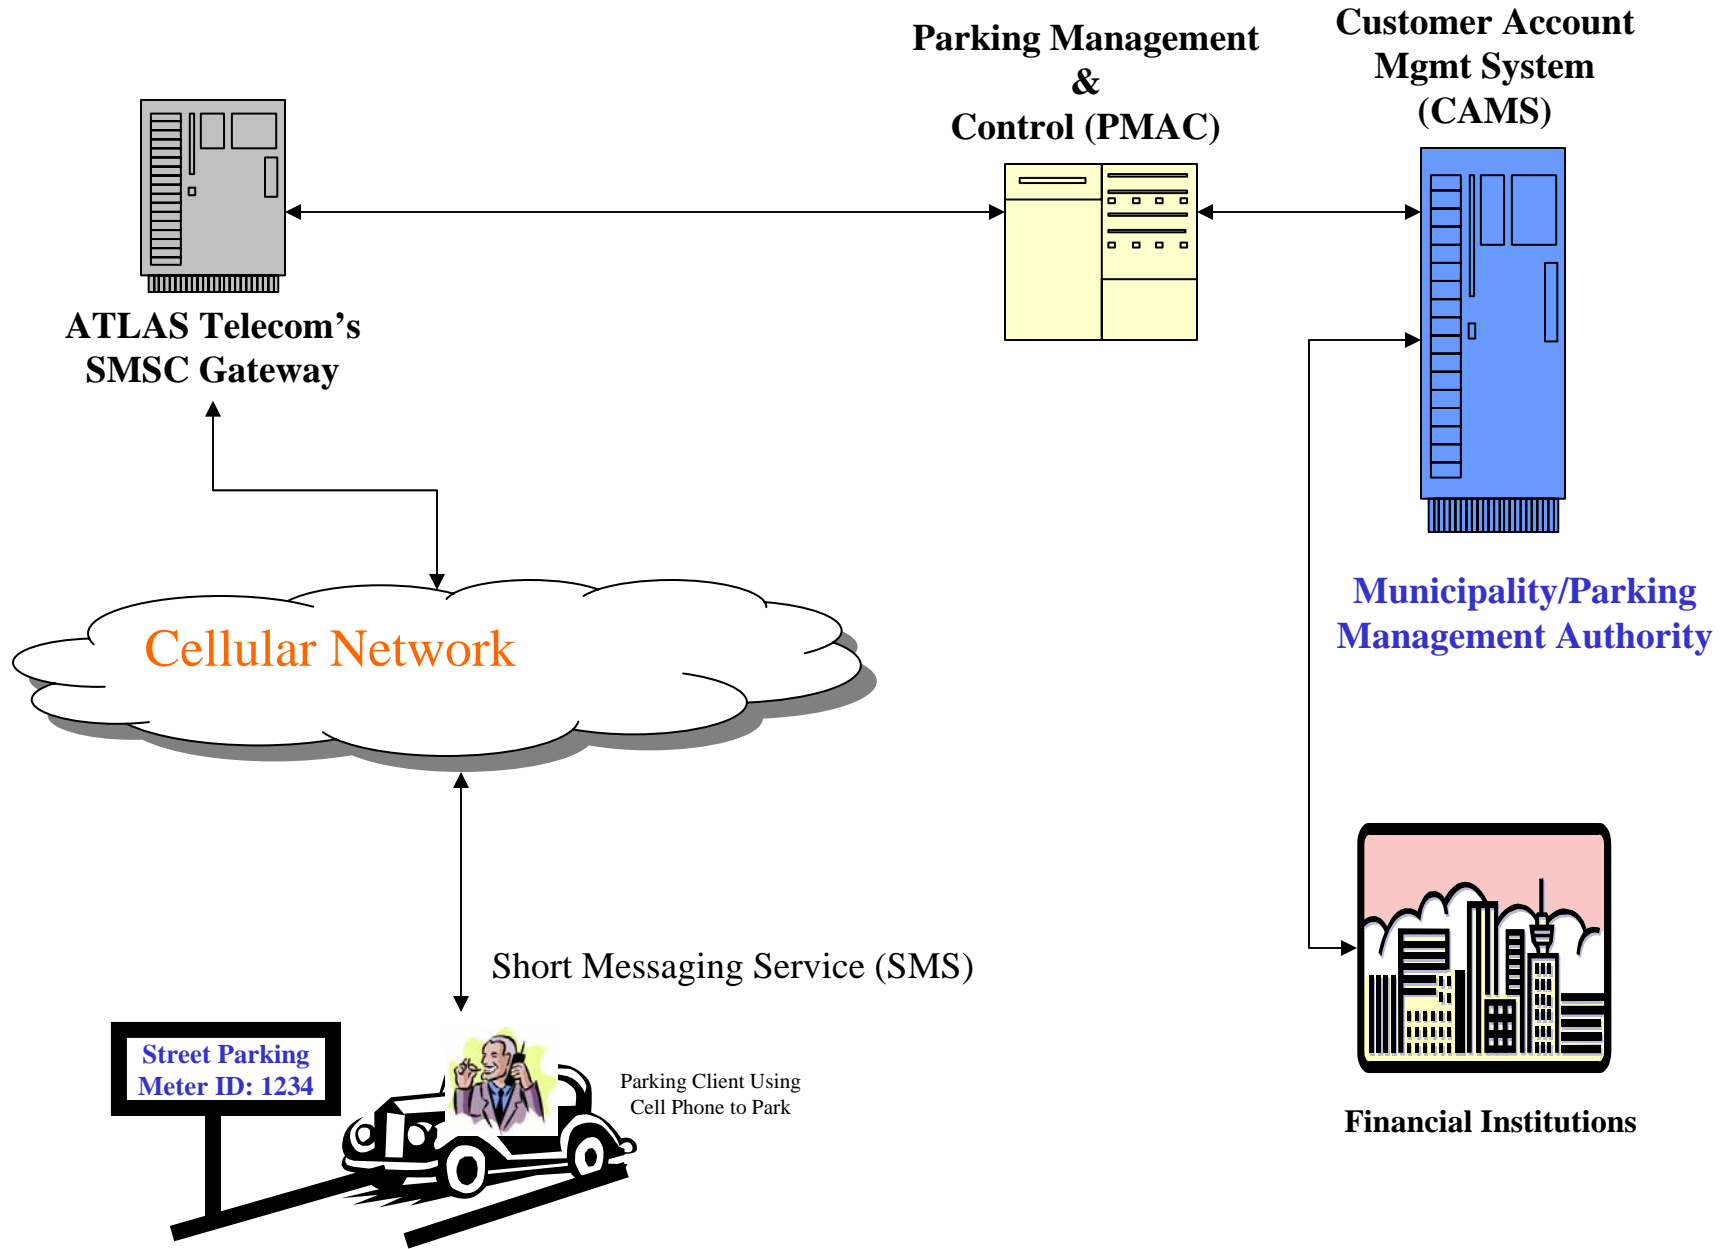 Parking Management
&
Control (PMAC)
Customer Account
Mgmt System
(CAMS)
ATLAS Telecom’s
SMSC Gateway
Cellular Network
Municipality/Parking
Management Authority
Short Messaging Service (SMS)
Street Parking
Meter ID: 1234
Parking Client Using
Cell Phone to Park
Financial Institutions